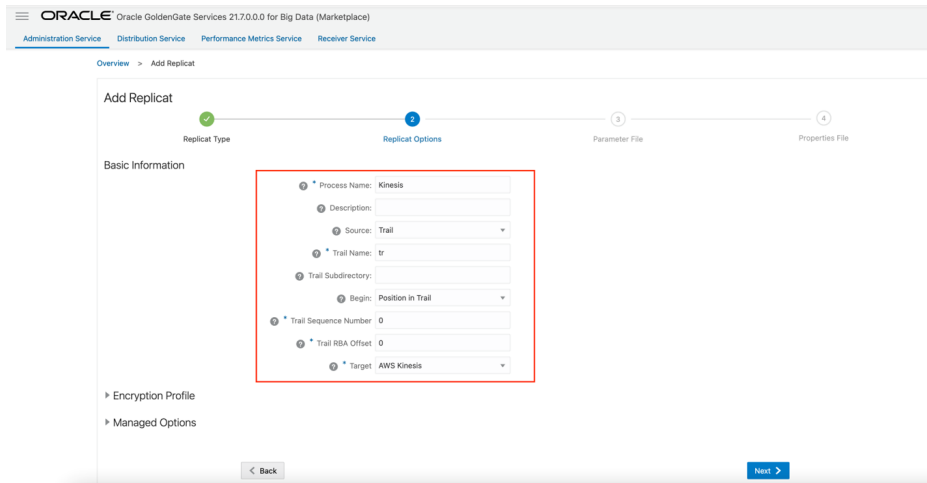 ORACLE Oracle GoldenGate Services 21.7.0.0.0 for Big Data (Marketplace)
Administration Service Distribution Service Performance Metrics Service Receiver Service
Overview > Add Replicat
Add Replicat
2 3 4
Replicat Type Replicat Options Parameter File Properties File
Basic Information
? * Process Name: Kinesis
? Description:
? Source: Trail
? * Trail Name: tr
? Trail Subdirectory:
? Begin: Position in Trail
? * Trail Sequence Number 0
? * Trail RBA Offset 0
? * Target AWS Kinesis
Encryption Profile
Managed Options
Back Next